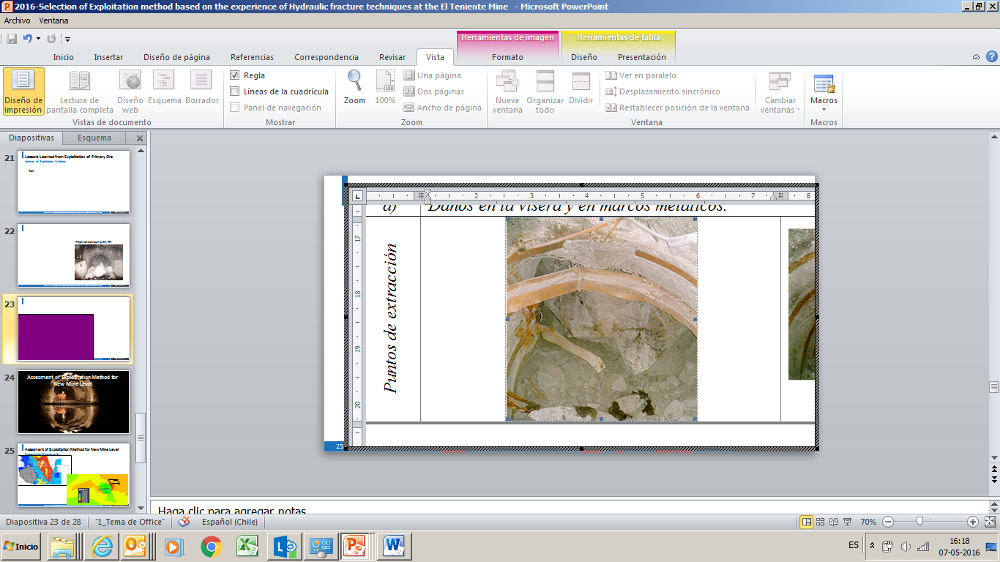 2016-Selection of Exploitation method based on the experience of Hydraulic fracture techniques at the El Teniente Mine - Microsoft PowerPoint
Archivo Ventana
Herramientas de imagen Herramientas de tabla
Inicio Insertar Diseño de página Referencias Correspondencia Revisar Vista Formato Diseño Presentación
Diseño de impresión
Lectura de pantalla completa
Diseño web
Esquema
Borrador
Vistas de documento
Regla
Líneas de la cuadrícula
Panel de navegación
Mostrar
Zoom
100%
Una página
Dos páginas
Ancho de página
Zoom
Nueva ventana
Organizar todo
Dividir
Ver en paralelo
Desplazamiento sincrónico
Restablecer posición de la ventana
Ventana
Cambiar ventanas
Macros
Macros
Diapositivas Esquema
21
Lessons Learned from Exploitation of Primary Ore
Text
22
Post Undercut with FH
23
24
Assesment of Exploitation Method for
New Mine Level
25
Assesment of Exploitation Method for New Mine Level
2 3 4 5 6 7 8
17
18
19
20
a) Daños en la visera y en marcos metálicos.
Puntos de extracción
23
Haga clic para agregar notas
Diapositiva 23 de 28 "1_Tema de Office" Español (Chile) 70%
Inicio ES 16:18
07-05-2016